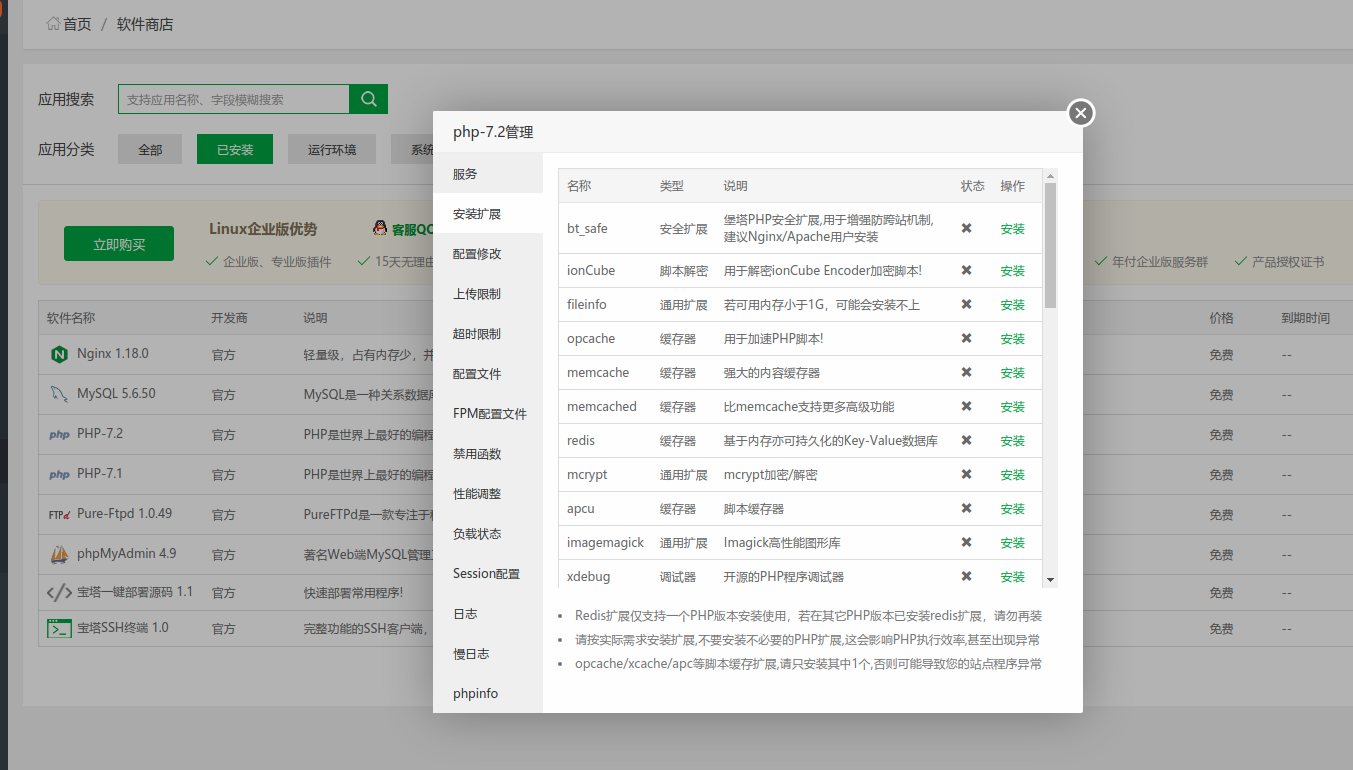 首页 / 软件商店
应用搜索 支持应用名称、字段模糊搜索
应用分类 全部 已安装 运行环境 系统
立即购买 Linux企业版优势 客服QQ
企业版、专业版插件 15天无理由 年付企业版服务群 产品授权证书
软件名称 开发商 说明 价格 到期时间
Nginx 1.18.0 官方 轻量级，占有内存少，并 免费 --
MySQL 5.6.50 官方 MySQL是一种关系数据库 免费 --
php PHP-7.2 官方 PHP是世界上最好的编程 免费 --
php PHP-7.1 官方 PHP是世界上最好的编程 免费 --
FTPd Pure-Ftpd 1.0.49 官方 PureFTPd是一款专注于 免费 --
phpMyAdmin 4.9 官方 著名Web端MySQL管理 免费 --
</> 宝塔一键部署源码 1.1 官方 快速部署常用程序! 免费 --
宝塔SSH终端 1.0 官方 完整功能的SSH客户端， 免费 --
php-7.2管理
服务
安装扩展
配置修改
上传限制
超时限制
配置文件
FPM配置文件
禁用函数
性能调整
负载状态
Session配置
日志
慢日志
phpinfo
名称 类型 说明 状态 操作
bt_safe 安全扩展 堡塔PHP安全扩展,用于增强防跨站机制,
建议Nginx/Apache用户安装 ✖ 安装
ionCube 脚本解密 用于解密ionCube Encoder加密脚本! ✖ 安装
fileinfo 通用扩展 若可用内存小于1G，可能会安装不上 ✖ 安装
opcache 缓存器 用于加速PHP脚本! ✖ 安装
memcache 缓存器 强大的内容缓存器 ✖ 安装
memcached 缓存器 比memcache支持更多高级功能 ✖ 安装
redis 缓存器 基于内存亦可持久化的Key-Value数据库 ✖ 安装
mcrypt 通用扩展 mcrypt加密/解密 ✖ 安装
apcu 缓存器 脚本缓存器 ✖ 安装
imagemagick 通用扩展 Imagick高性能图形库 ✖ 安装
xdebug 调试器 开源的PHP程序调试器 ✖ 安装
• Redis扩展仅支持一个PHP版本安装使用，若在其它PHP版本已安装redis扩展，请勿再装
• 请按实际需求安装扩展,不要安装不必要的PHP扩展,这会影响PHP执行效率,甚至出现异常
• opcache/xcache/apc等脚本缓存扩展,请只安装其中1个,否则可能导致您的站点程序异常